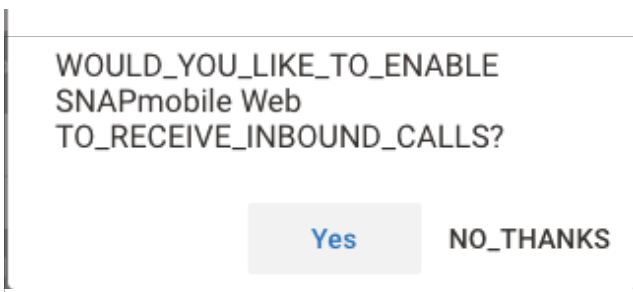 WOULD_YOU_LIKE_TO_ENABLE
SNAPmobile Web
TO_RECEIVE_INBOUND_CALLS?
Yes NO_THANKS